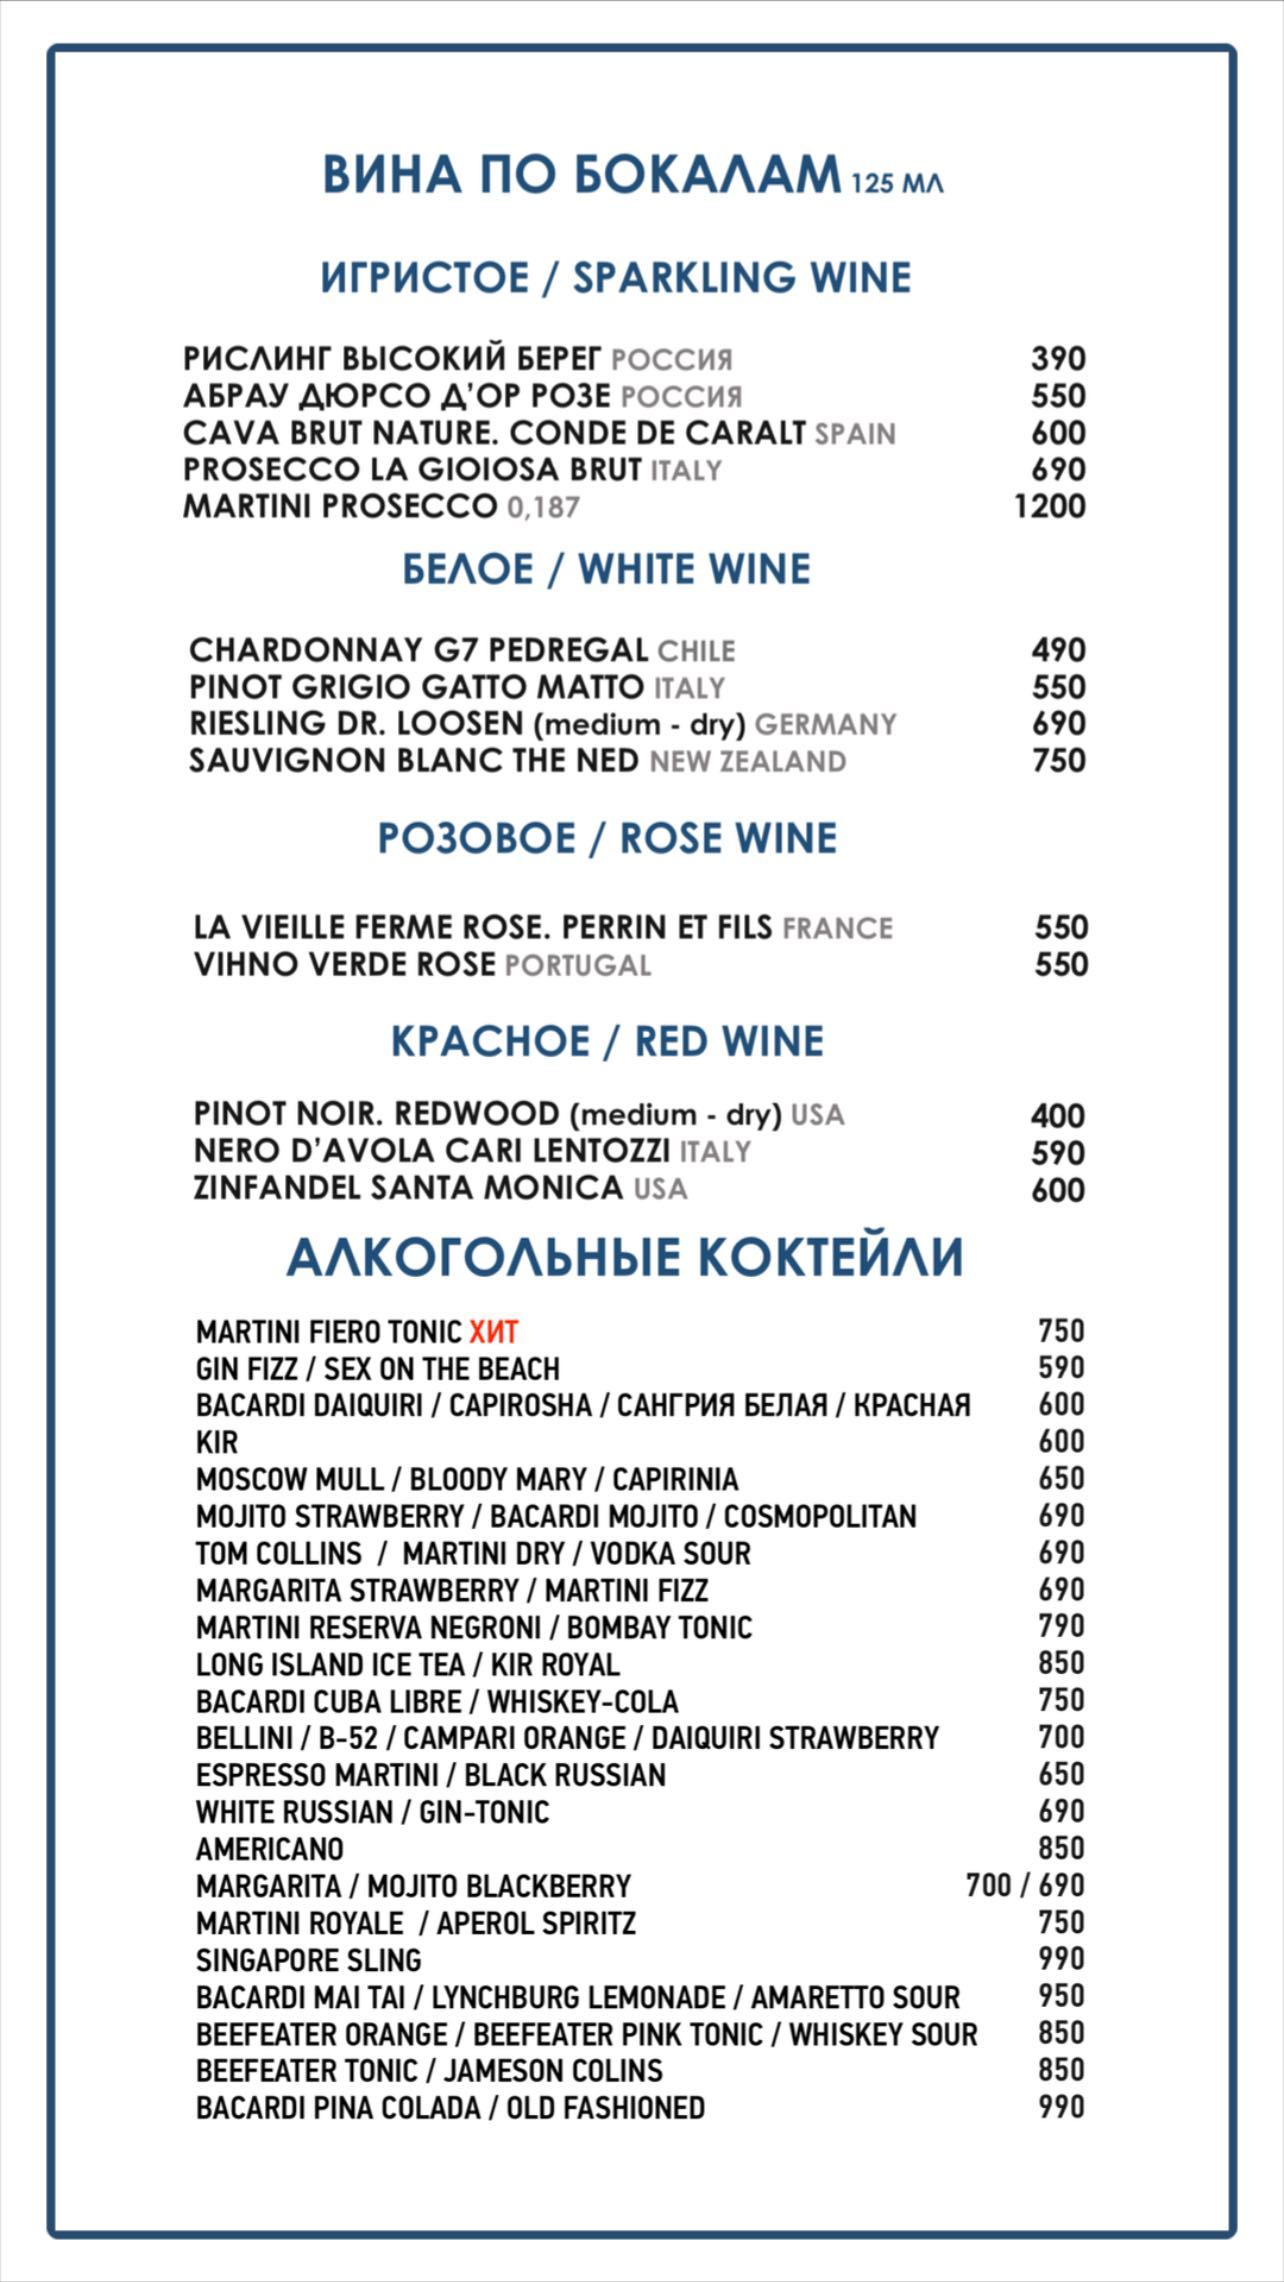 ВИНА ПО БОКАЛАМ 125 МЛ
ИГРИСТОЕ / SPARKLING WINE
РИСЛИНГ ВЫСОКИЙ БЕРЕГ РОССИЯ 390
АБРАУ ДЮРСО Д’ОР РОЗЕ РОССИЯ 550
CAVA BRUT NATURE. CONDE DE CARALT SPAIN 600
PROSECCO LA GIOIOSA BRUT ITALY 690
MARTINI PROSECCO 0,187 1200
БЕЛОЕ / WHITE WINE
CHARDONNAY G7 PEDREGAL CHILE 490
PINOT GRIGIO GATTO MATTO ITALY 550
RIESLING DR. LOOSEN (medium - dry) GERMANY 690
SAUVIGNON BLANC THE NED NEW ZEALAND 750
РОЗОВОЕ / ROSE WINE
LA VIEILLE FERME ROSE. PERRIN ET FILS FRANCE 550
VIHNO VERDE ROSE PORTUGAL 550
КРАСНОЕ / RED WINE
PINOT NOIR. REDWOOD (medium - dry) USA 400
NERO D’AVOLA CARI LENTOZZI ITALY 590
ZINFANDEL SANTA MONICA USA 600
АЛКОГОЛЬНЫЕ КОКТЕЙЛИ
MARTINI FIERO TONIC ХИТ 750
GIN FIZZ / SEX ON THE BEACH 590
BACARDI DAIQUIRI / CAPIROSHA / САНГРИЯ БЕЛАЯ / КРАСНАЯ 600
KIR 600
MOSCOW MULL / BLOODY MARY / CAPIRINIA 650
MOJITO STRAWBERRY / BACARDI MOJITO / COSMOPOLITAN 690
TOM COLLINS / MARTINI DRY / VODKA SOUR 690
MARGARITA STRAWBERRY / MARTINI FIZZ 690
MARTINI RESERVA NEGRONI / BOMBAY TONIC 790
LONG ISLAND ICE TEA / KIR ROYAL 850
BACARDI CUBA LIBRE / WHISKEY-COLA 750
BELLINI / B-52 / CAMPARI ORANGE / DAIQUIRI STRAWBERRY 700
ESPRESSO MARTINI / BLACK RUSSIAN 650
WHITE RUSSIAN / GIN-TONIC 690
AMERICANO 850
MARGARITA / MOJITO BLACKBERRY 700 / 690
MARTINI ROYALE / APEROL SPIRITZ 750
SINGAPORE SLING 990
BACARDI MAI TAI / LYNCHBURG LEMONADE / AMARETTO SOUR 950
BEEFEATER ORANGE / BEEFEATER PINK TONIC / WHISKEY SOUR 850
BEEFEATER TONIC / JAMESON COLINS 850
BACARDI PINA COLADA / OLD FASHIONED 990